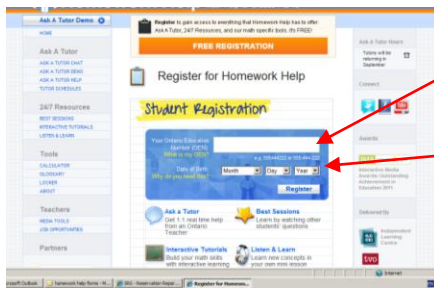 Ask A Tutor Demo
HOME
Ask A Tutor
ASK A TUTOR CHAT
ASK A TUTOR DEMO
ASK A TUTOR HELP
TUTOR SCHEDULES
24/7 Resources
BEST SESSIONS
INTERACTIVE TUTORIALS
LISTEN & LEARN
Tools
CALCULATOR
GLOSSARY
LOCKER
ABOUT
Teachers
MEDIA TOOLS
JOB OPPORTUNITIES
Partners
Register to gain access to everything that Homework Help has to offer:
Ask A Tutor, 24/7 Resources, and our math specific tools. It's FREE!
FREE REGISTRATION
Register for Homework Help
Student Registration
Your Ontario Education
Number (OEN):
What is my OEN?
Date of Birth:
Why do you need this?
Month
Day
Year
Register
Ask a Tutor
Get 1:1 real time help
from an Ontario
Teacher
Best Sessions
Learn by watching other
students' questions
Interactive Tutorials
Build your math skills
with interactive learning
Listen & Learn
Learn new concepts in
your own mini lesson
Ask A Tutor Hours
Tutors will be
returning in
September
Connect
Awards
Interactive Media
Awards: Outstanding
Achievement in
Education 2011
Delivered By
Independent
Learning
Centre
tvo
Internet
Register for Homewo...